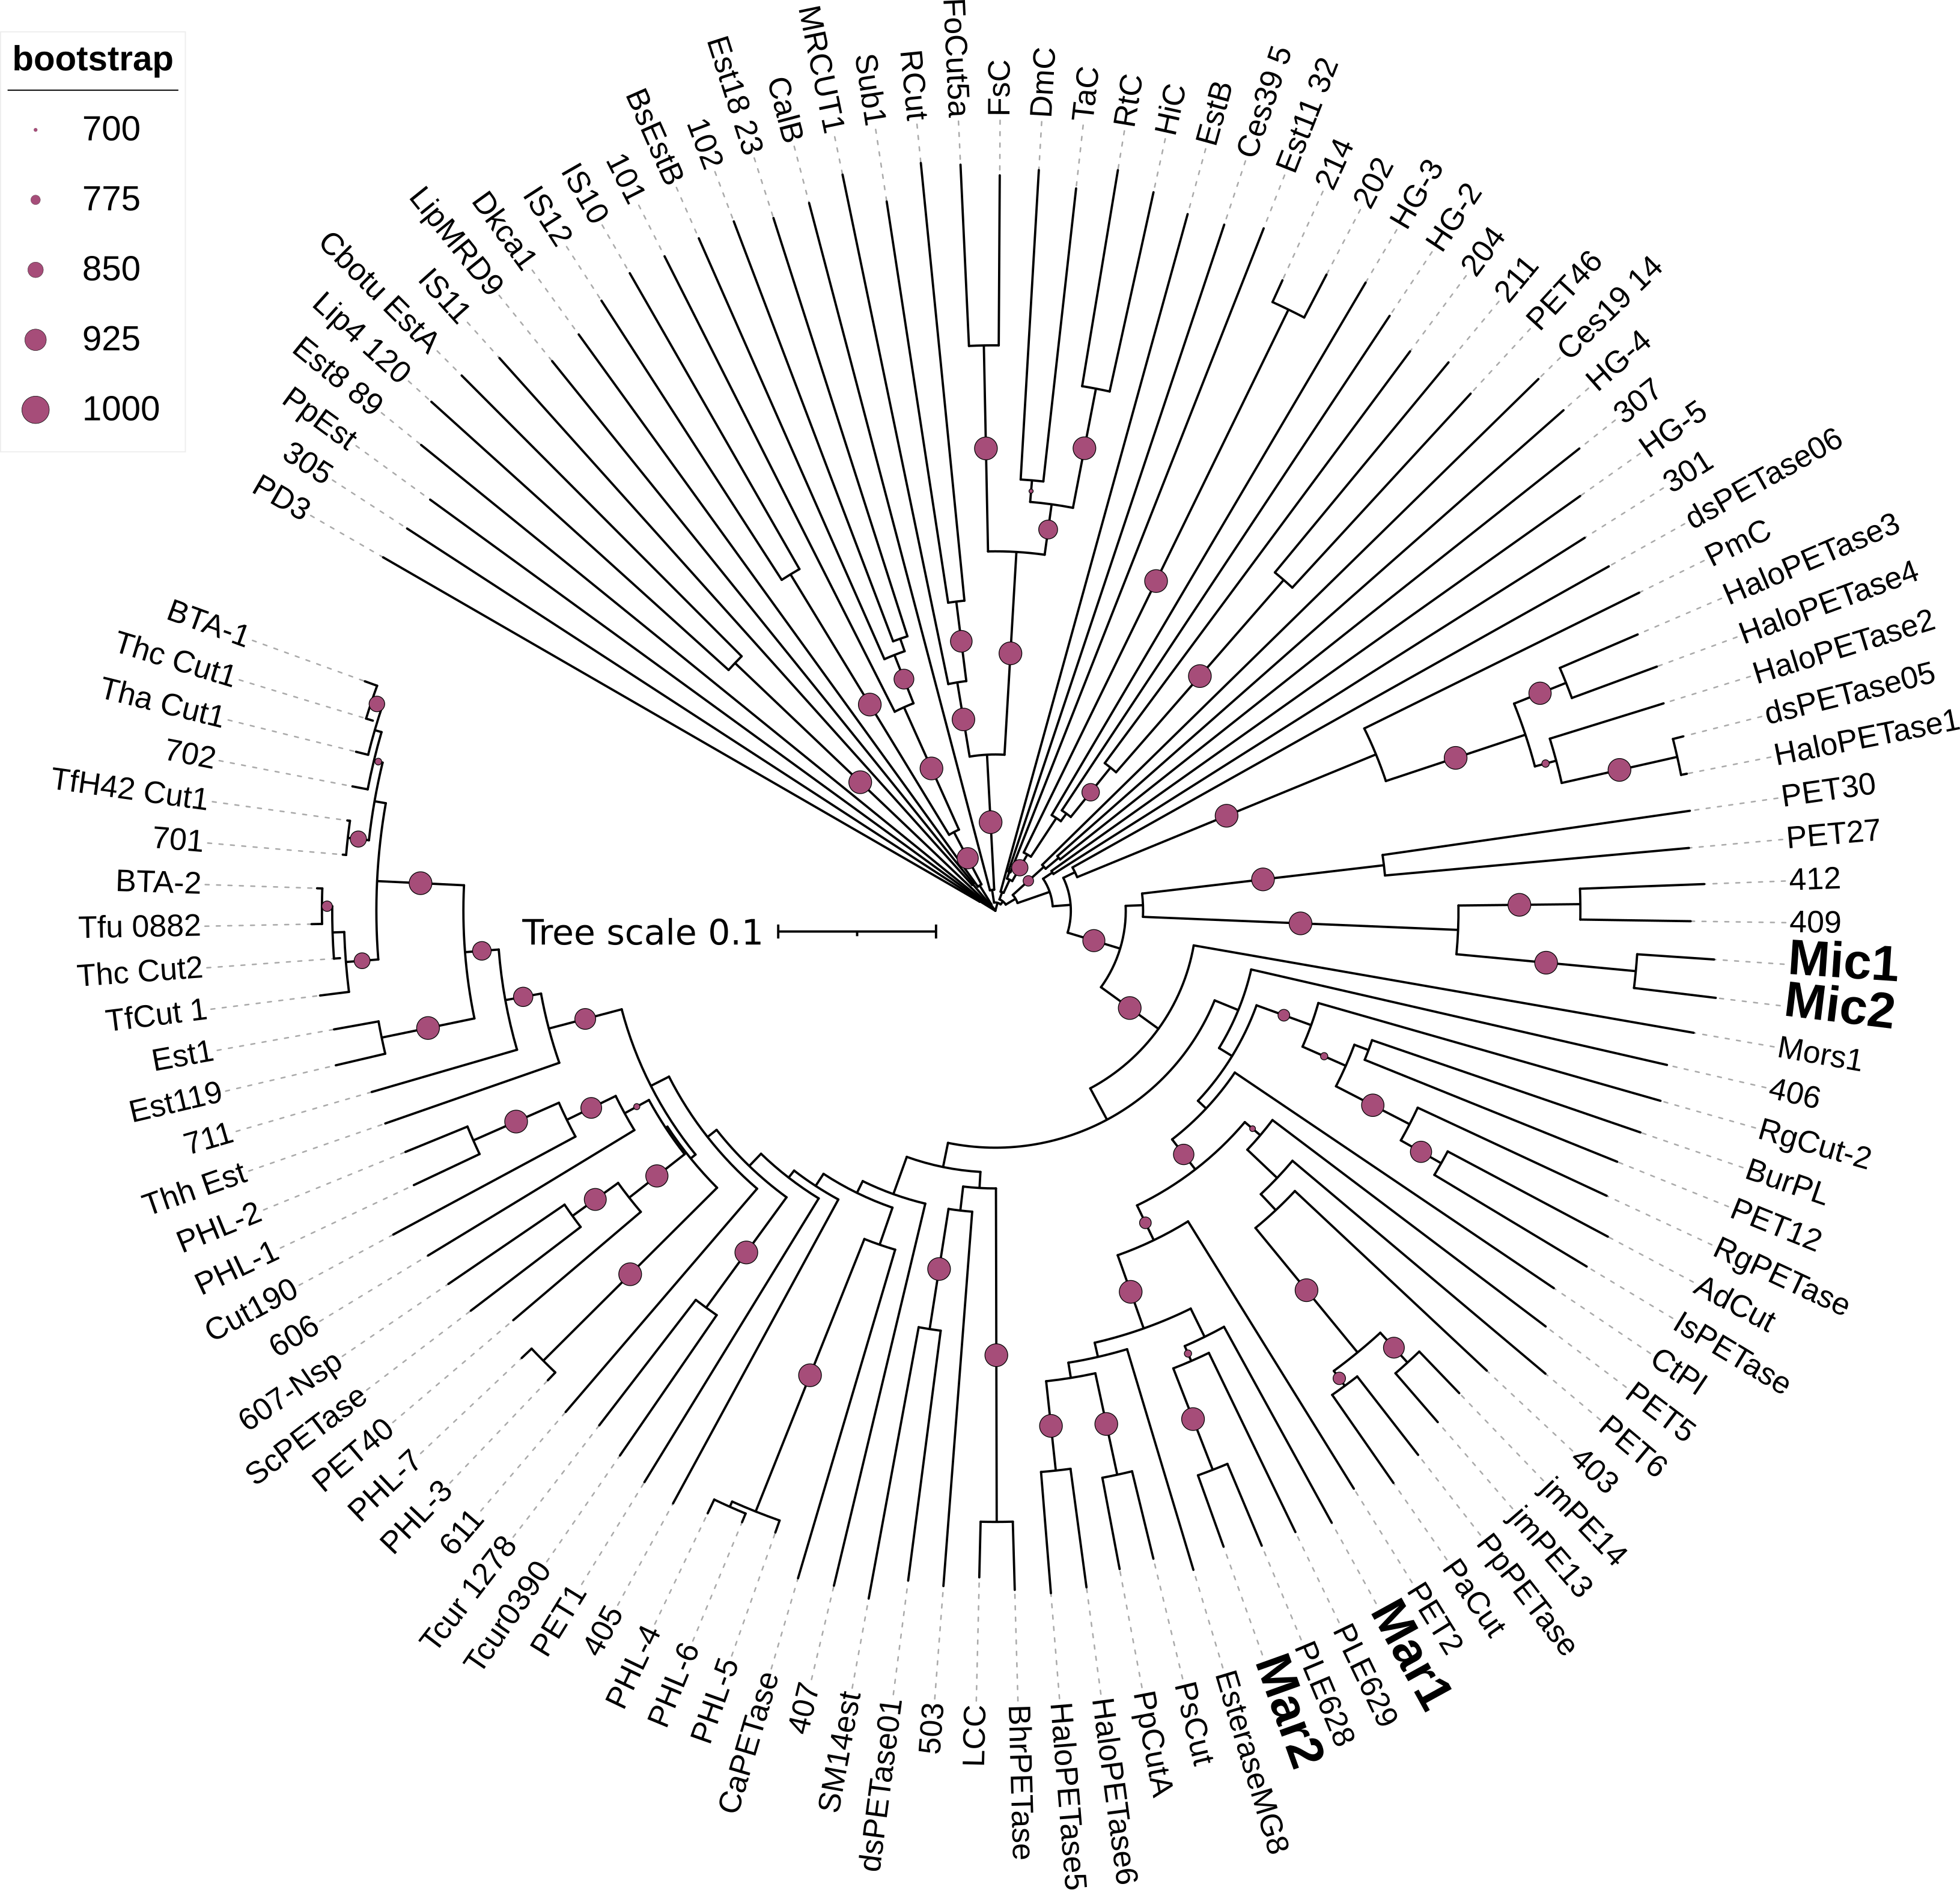 bootstrap
700
775
850
925
1000
Tree scale 0.1
PD3
305
PpEst
Est8 89
Lip4 120
Cbotu EstA
IS11
LipMRD9
Dkca1
IS12
IS10
101
BsEstB
102
Est18 23
CalB
MRCUT1
Sub1
RCut
FoCut5a
FsC
DmC
TaC
RtC
HiC
EstB
Ces39 5
Est11 32
214
202
HG-3
HG-2
204
211
PET46
Ces19 14
HG-4
307
HG-5
301
dsPETase06
PmC
HaloPETase3
HaloPETase4
HaloPETase2
dsPETase05
HaloPETase1
PET30
PET27
412
409
Mic1
Mic2
Mors1
406
RgCut-2
BurPL
PET12
RgPETase
AdCut
IsPETase
CtPl
PET5
PET6
403
jmPE14
jmPE13
PpPETase
PaCut
PET2
Mar1
PLE629
PLE628
Mar2
EsteraseMG8
PsCut
PpCutA
HaloPETase6
HaloPETase5
BhrPETase
LCC
503
dsPETase01
SM14est
407
CaPETase
PHL-5
PHL-6
PHL-4
405
PET1
Tcur0390
Tcur 1278
611
PHL-3
PHL-7
PET40
ScPETase
607-Nsp
606
Cut190
PHL-1
PHL-2
Thh Est
711
Est119
Est1
TfCut 1
Thc Cut2
Tfu 0882
BTA-2
701
TfH42 Cut1
702
Tha Cut1
Thc Cut1
BTA-1